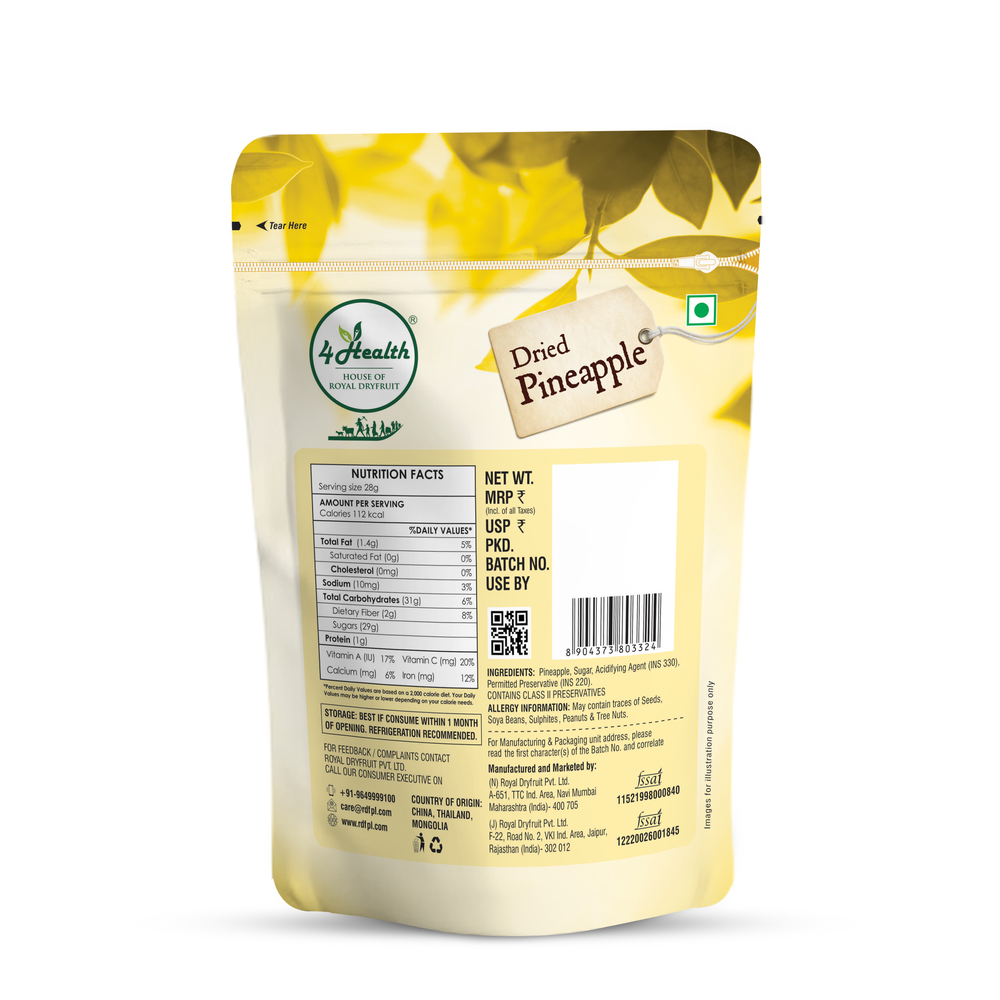 Tear Here
4 Health
®
HOUSE OF
ROYAL DRYFRUIT
Dried
Pineapple
NUTRITION FACTS
Serving size 28g
AMOUNT PER SERVING
Calories 112 kcal
%DAILY VALUES*
Total Fat (1.4g) 5%
Saturated Fat (0g) 0%
Cholesterol (0mg) 0%
Sodium (10mg) 3%
Total Carbohydrates (31g) 6%
Dietary Fiber (2g) 8%
Sugars (29g)
Protein (1g)
Vitamin A (IU) 17% Vitamin C (mg) 20%
Calcium (mg) 6% Iron (mg) 12%
*Percent Daily Values are based on a 2,000 calorie diet. Your Daily
Values may be higher or lower depending on your calorie needs.
STORAGE: BEST IF CONSUME WITHIN 1 MONTH
OF OPENING. REFRIGERATION RECOMMENDED.
FOR FEEDBACK / COMPLAINTS CONTACT
ROYAL DRYFRUIT PVT. LTD.
CALL OUR CONSUMER EXECUTIVE ON
+91-9649999100
care@rdfpl.com
www.rdfpl.com
COUNTRY OF ORIGIN:
CHINA, THAILAND,
MONGOLIA
NET WT.
MRP ₹
(Incl. of all Taxes)
USP ₹
PKD.
BATCH NO.
USE BY
8 904373 803324
INGREDIENTS: Pineapple, Sugar, Acidifying Agent (INS 330),
Permitted Preservative (INS 220).
CONTAINS CLASS II PRESERVATIVES
ALLERGY INFORMATION: May contain traces of Seeds,
Soya Beans, Sulphites, Peanuts & Tree Nuts.
For Manufacturing & Packaging unit address, please
read the first character(s) of the Batch No. and correlate
Manufactured and Marketed by:
(N) Royal Dryfruit Pvt. Ltd.
A-651, TTC Ind. Area, Navi Mumbai
Maharashtra (India)- 400 705
fssai
11521998000840
(J) Royal Dryfruit Pvt. Ltd.
F-22, Road No. 2, VKI Ind. Area, Jaipur,
Rajasthan (India)- 302 012
fssai
12220026001845
Images for illustration purpose only